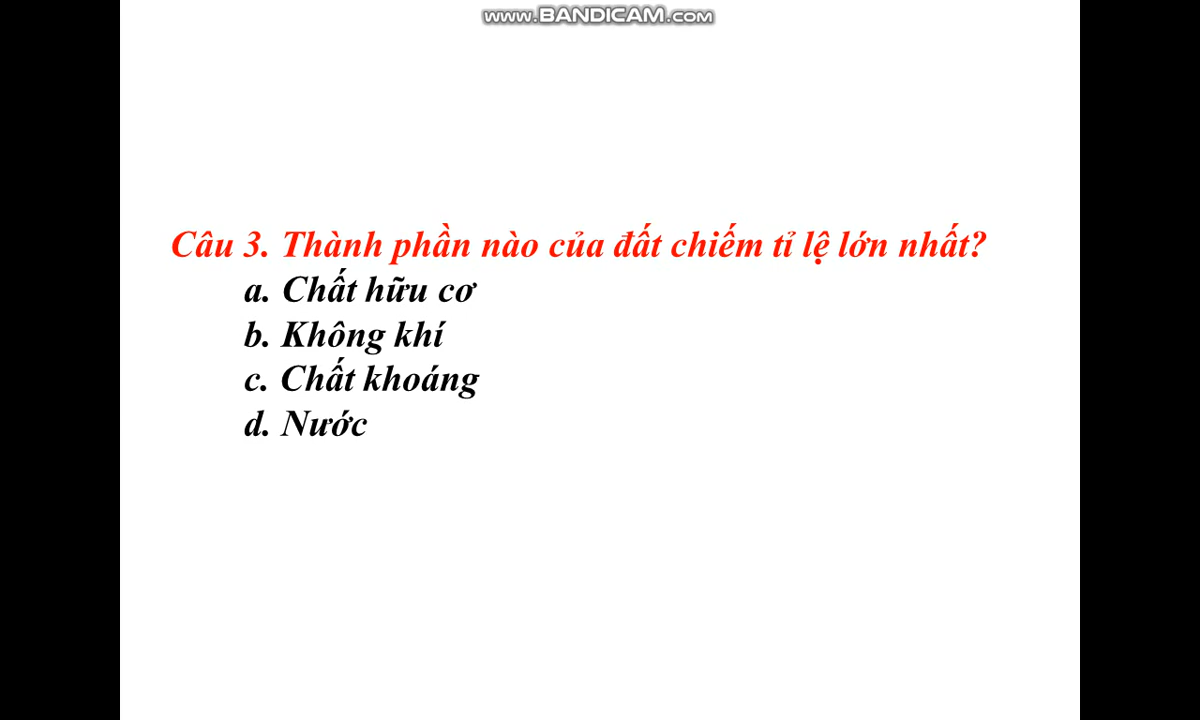 www.BANDICAM.com
Câu 3. Thành phần nào của đất chiếm tỉ lệ lớn nhất?
a. Chất hữu cơ
b. Không khí
c. Chất khoáng
d. Nước